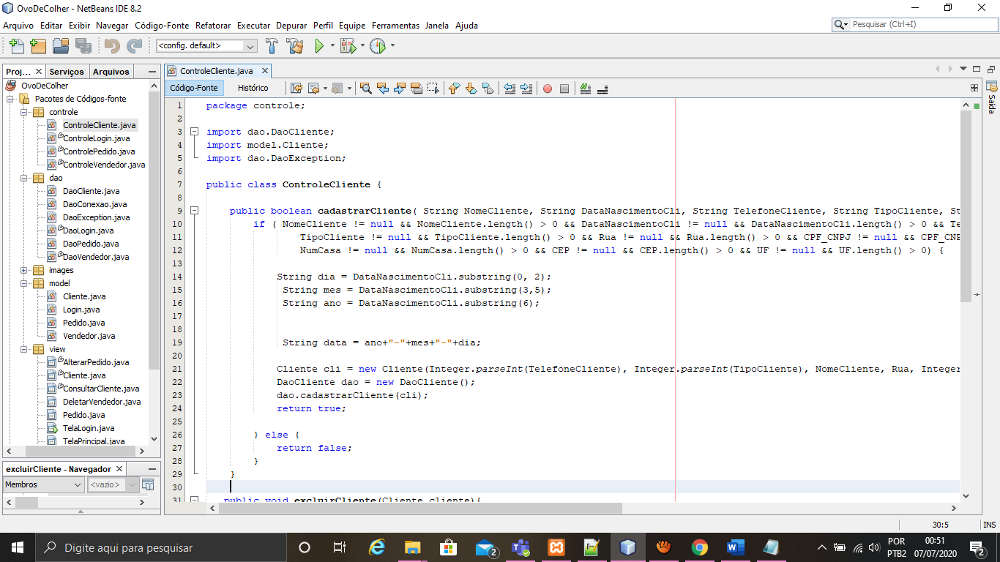 OvoDeColher - NetBeans IDE 8.2
Arquivo Editar Exibir Navegar Código-Fonte Refatorar Executar Depurar Perfil Equipe Ferramentas Janela Ajuda
Pesquisar (Ctrl+I)
<config. default>
Proj... Serviços Arquivos
ControleCliente.java
OvoDeColher
Pacotes de Códigos-fonte
controle
ControleCliente.java
ControleLogin.java
ControlePedido.java
ControleVendedor.java
dao
DaoCliente.java
DaoConexao.java
DaoException.java
DaoLogin.java
DaoPedido.java
DaoVendedor.java
images
model
Cliente.java
Login.java
Pedido.java
Vendedor.java
view
AlterarPedido.java
Cliente.java
ConsultarCliente.java
DeletarVendedor.java
Pedido.java
TelaLogin.java
TelaPrincipal.java
excluirCliente - Navegador
Membros <vazio>
Código-Fonte Histórico
Saída
1 package controle;
2
3 import dao.DaoCliente;
4 import model.Cliente;
5 import dao.DaoException;
6
7 public class ControleCliente {
8
9 public boolean cadastrarCliente( String NomeCliente, String DataNascimentoCli, String TelefoneCliente, String TipoCliente, St
10 if ( NomeCliente != null && NomeCliente.length() > 0 && DataNascimentoCli != null && DataNascimentoCli.length() > 0 && Te
11 TipoCliente != null && TipoCliente.length() > 0 && Rua != null && Rua.length() > 0 && CPF_CNPJ != null && CPF_CNP
12 NumCasa != null && NumCasa.length() > 0 && CEP != null && CEP.length() > 0 && UF != null && UF.length() > 0) {
13
14 String dia = DataNascimentoCli.substring(0, 2);
15 String mes = DataNascimentoCli.substring(3,5);
16 String ano = DataNascimentoCli.substring(6);
17
18
19 String data = ano+"-"+mes+"-"+dia;
20
21 Cliente cli = new Cliente(Integer.parseInt(TelefoneCliente), Integer.parseInt(TipoCliente), NomeCliente, Rua, Integer
22 DaoCliente dao = new DaoCliente();
23 dao.cadastrarCliente(cli);
24 return true;
25
26 } else {
27 return false;
28 }
29 }
30
31 public void excluirCliente(Cliente cliente){
30:5 INS
Digite aqui para pesquisar
2
POR
PTB2
00:51
07/07/2020
2